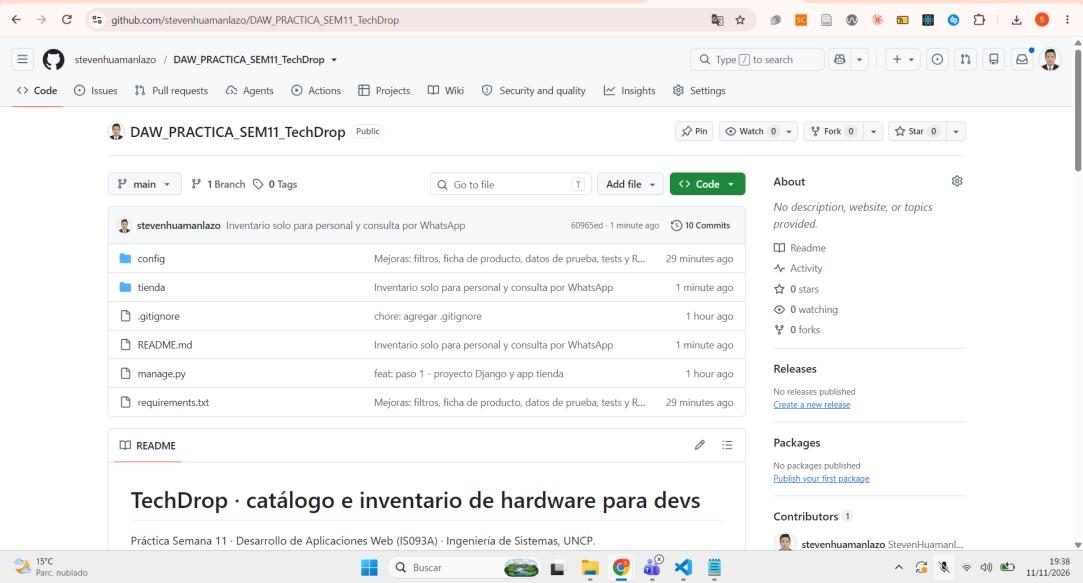 github.com/stevenhuamanlazo/DAW_PRACTICA_SEM11_TechDrop
stevenhuamanlazo / DAW_PRACTICA_SEM11_TechDrop
Type / to search
Code Issues Pull requests Agents Actions Projects Wiki Security and quality Insights Settings
DAW_PRACTICA_SEM11_TechDrop Public
Pin Watch 0 Fork 0 Star 0
main 1 Branch 0 Tags Go to file T Add file Code
stevenhuamanlazo Inventario solo para personal y consulta por WhatsApp 60965ed · 1 minute ago 10 Commits
config Mejoras: filtros, ficha de producto, datos de prueba, tests y R... 29 minutes ago
tienda Inventario solo para personal y consulta por WhatsApp 1 minute ago
.gitignore chore: agregar .gitignore 1 hour ago
README.md Inventario solo para personal y consulta por WhatsApp 1 minute ago
manage.py feat: paso 1 - proyecto Django y app tienda 1 hour ago
requirements.txt Mejoras: filtros, ficha de producto, datos de prueba, tests y R... 29 minutes ago
README
TechDrop · catálogo e inventario de hardware para devs
Práctica Semana 11 · Desarrollo de Aplicaciones Web (IS093A) · Ingeniería de Sistemas, UNCP.
About
No description, website, or topics
provided.
Readme
Activity
0 stars
0 watching
0 forks
Releases
No releases published
Create a new release
Packages
No packages published
Publish your first package
Contributors 1
stevenhuamanlazo StevenHuamanl...
15°C
Parc. nublado
Buscar
19:38
11/11/2026